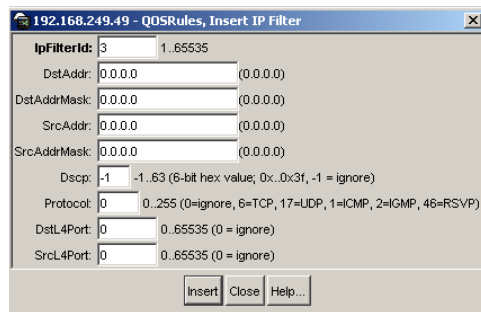 192.168.249.49 - QOSRules, Insert IP Filter
IpFilterId: 3 1..65535
DstAddr: 0.0.0.0 (0.0.0.0)
DstAddrMask: 0.0.0.0 (0.0.0.0)
SrcAddr: 0.0.0.0 (0.0.0.0)
SrcAddrMask: 0.0.0.0 (0.0.0.0)
Dscp: -1 -1..63 (6-bit hex value; 0x..0x3f, -1 = ignore)
Protocol: 0 0..255 (0=ignore, 6=TCP, 17=UDP, 1=ICMP, 2=IGMP, 46=RSVP)
DstL4Port: 0 0..65535 (0 = ignore)
SrcL4Port: 0 0..65535 (0 = ignore)
Insert Close Help...